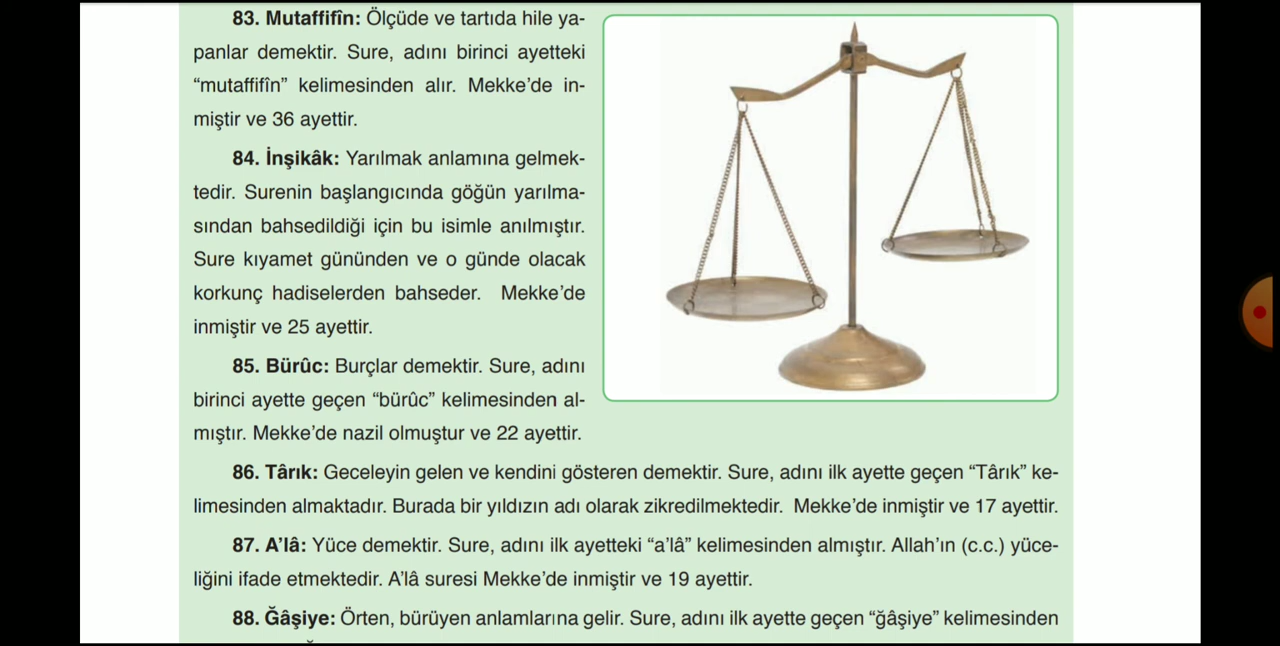 83. Mutaffifîn: Ölçüde ve tartıda hile ya-
panlar demektir. Sure, adını birinci ayetteki
“mutaffifîn” kelimesinden alır. Mekke’de in-
miştir ve 36 ayettir.
84. İnşikâk: Yarılmak anlamına gelmek-
tedir. Surenin başlangıcında göğün yarılma-
sından bahsedildiği için bu isimle anılmıştır.
Sure kıyamet gününden ve o günde olacak
korkunç hadiselerden bahseder. Mekke’de
inmiştir ve 25 ayettir.
85. Bürûc: Burçlar demektir. Sure, adını
birinci ayette geçen “bürûc” kelimesinden al-
mıştır. Mekke’de nazil olmuştur ve 22 ayettir.
86. Târık: Geceleyin gelen ve kendini gösteren demektir. Sure, adını ilk ayette geçen “Târık” ke-
limesinden almaktadır. Burada bir yıldızın adı olarak zikredilmektedir. Mekke’de inmiştir ve 17 ayettir.
87. A’lâ: Yüce demektir. Sure, adını ilk ayetteki “a’lâ” kelimesinden almıştır. Allah’ın (c.c.) yüce-
liğini ifade etmektedir. A’lâ suresi Mekke’de inmiştir ve 19 ayettir.
88. Ğâşiye: Örten, bürüyen anlamlarına gelir. Sure, adını ilk ayette geçen “ğâşiye” kelimesinden